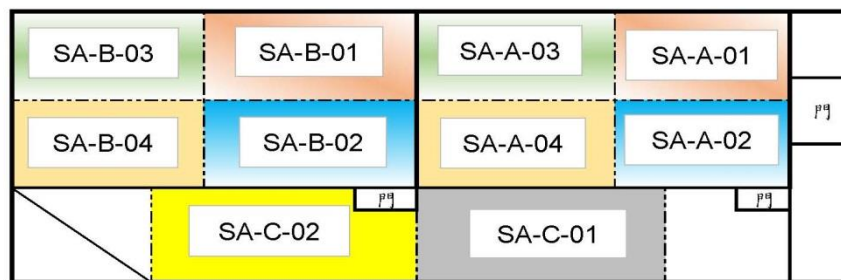 SA-B-03 SA-B-01 SA-A-03 SA-A-01
門
SA-B-04 SA-B-02 SA-A-04 SA-A-02
門 門
SA-C-02 SA-C-01